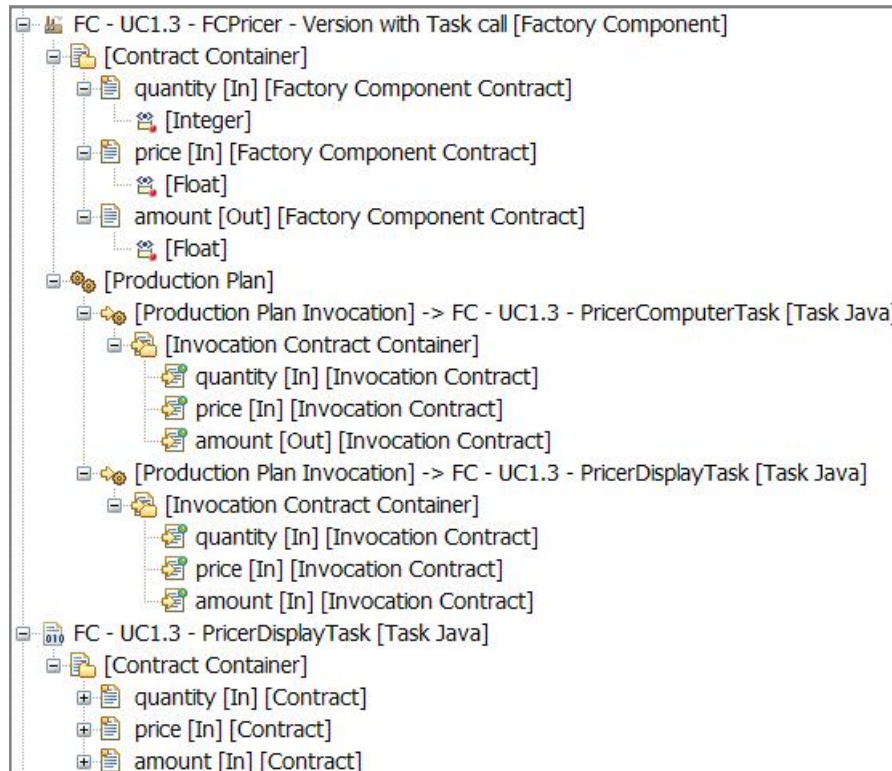 FC - UC1.3 - FCPricer - Version with Task call [Factory Component]
[Contract Container]
quantity [In] [Factory Component Contract]
[Integer]
price [In] [Factory Component Contract]
[Float]
amount [Out] [Factory Component Contract]
[Float]
[Production Plan]
[Production Plan Invocation] -> FC - UC1.3 - PricerComputerTask [Task Java]
[Invocation Contract Container]
quantity [In] [Invocation Contract]
price [In] [Invocation Contract]
amount [Out] [Invocation Contract]
[Production Plan Invocation] -> FC - UC1.3 - PricerDisplayTask [Task Java]
[Invocation Contract Container]
quantity [In] [Invocation Contract]
price [In] [Invocation Contract]
amount [In] [Invocation Contract]
FC - UC1.3 - PricerDisplayTask [Task Java]
[Contract Container]
quantity [In] [Contract]
price [In] [Contract]
amount [In] [Contract]